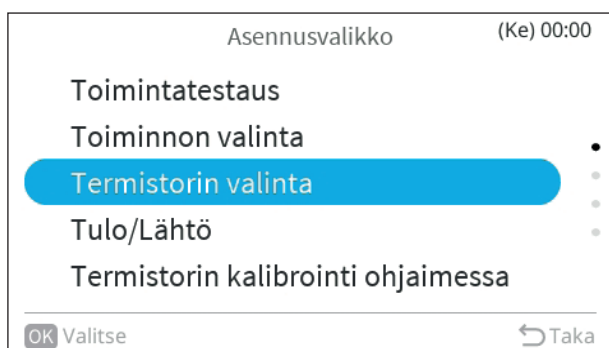 Asennusvalikko (Ke) 00:00
Toimintatestaus
Toiminnon valinta
Termistorin valinta
Tulo/Lähtö
Termistorin kalibrointi ohjaimessa
OK Valitse Taka